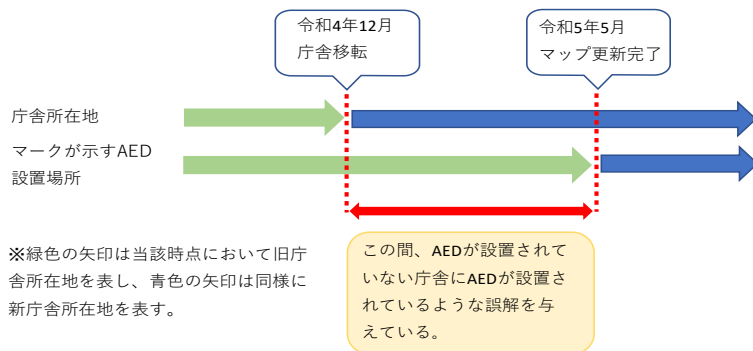 令和4年12月
庁舎移転
令和5年5月
マップ更新完了
庁舎所在地
マークが示すAED
設置場所
※緑色の矢印は当該時点において旧庁
舎所在地を表し、青色の矢印は同様に
新庁舎所在地を表す。
この間、AEDが設置されて
いない庁舎にAEDが設置さ
れているような誤解を与
えている。